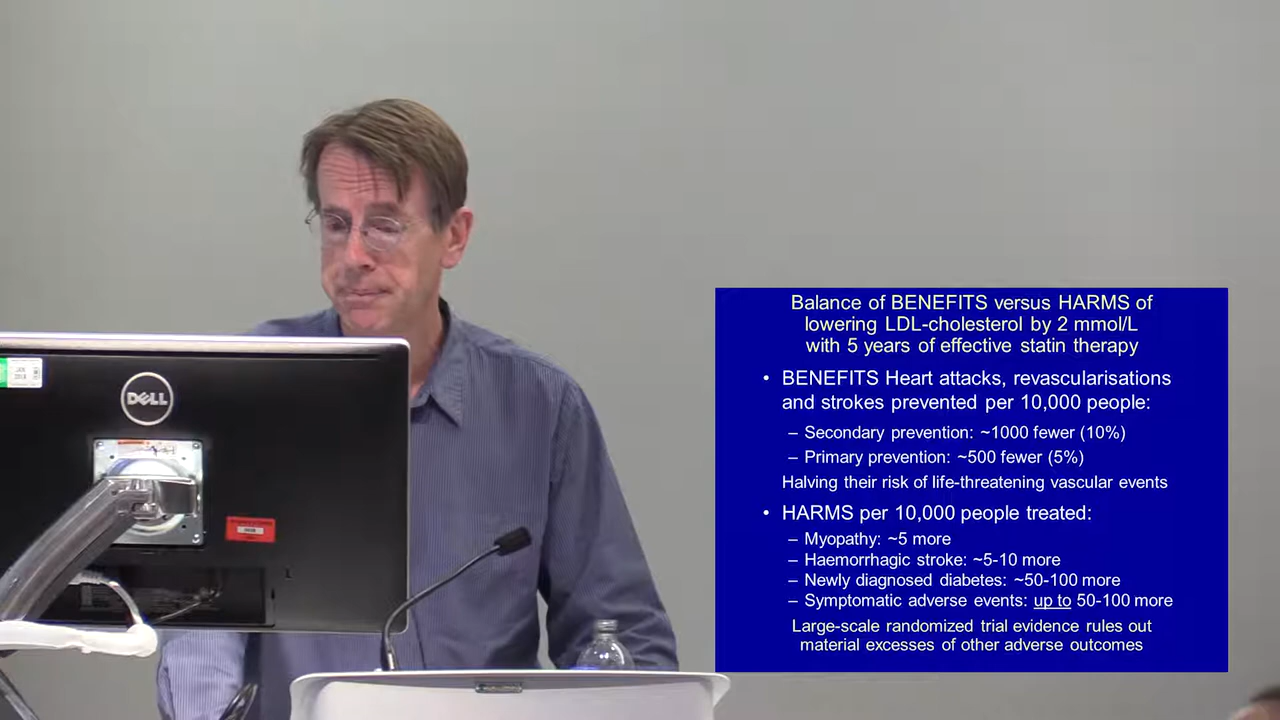 DELL
Balance of BENEFITS versus HARMS of
lowering LDL-cholesterol by 2 mmol/L
with 5 years of effective statin therapy
• BENEFITS Heart attacks, revascularisations
and strokes prevented per 10,000 people:
– Secondary prevention: ~1000 fewer (10%)
– Primary prevention: ~500 fewer (5%)
Halving their risk of life-threatening vascular events
• HARMS per 10,000 people treated:
– Myopathy: ~5 more
– Haemorrhagic stroke: ~5-10 more
– Newly diagnosed diabetes: ~50-100 more
– Symptomatic adverse events: up to 50-100 more
Large-scale randomized trial evidence rules out
material excesses of other adverse outcomes